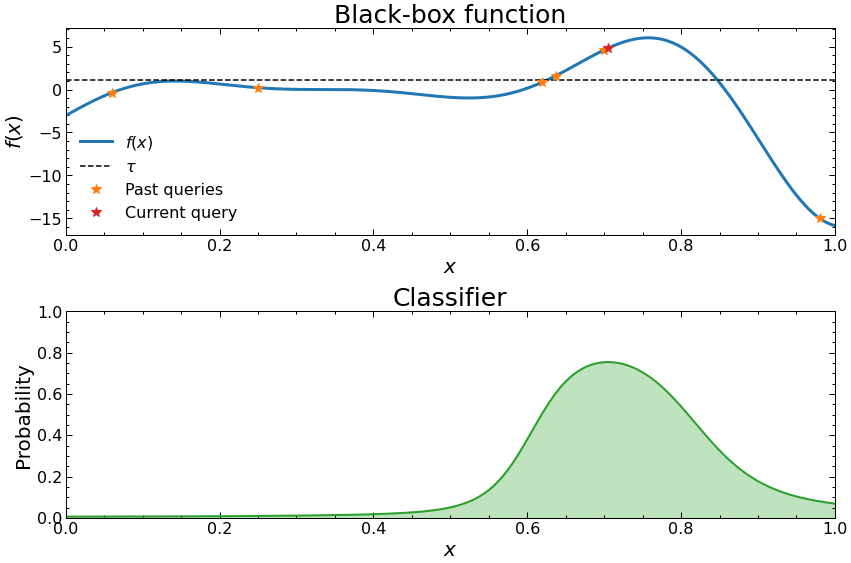 Black-box function
f(x)
5
0
−5
−10
−15
f(x)
τ
Past queries
Current query
0.0 0.2 0.4 0.6 0.8 1.0
x
Classifier
Probability
1.0
0.8
0.6
0.4
0.2
0.0
0.0 0.2 0.4 0.6 0.8 1.0
x